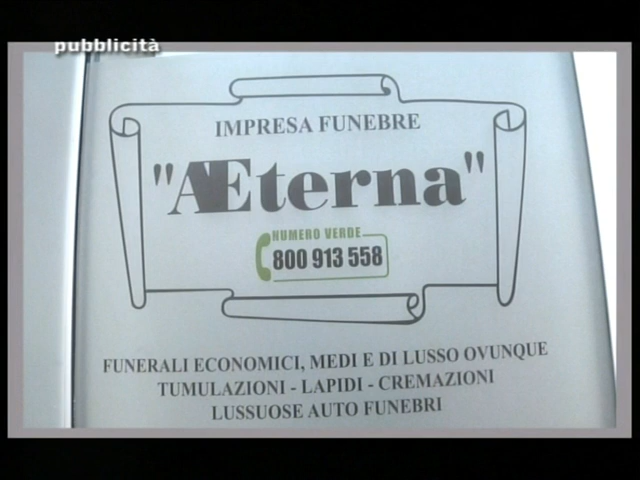 pubblicità
IMPRESA FUNEBRE
"ÆEterna"
NUMERO VERDE
800 913 558
FUNERALI ECONOMICI, MEDI E DI LUSSO OVUNQUE
TUMULAZIONI - LAPIDI - CREMAZIONI
LUSSUOSE AUTO FUNEBRI